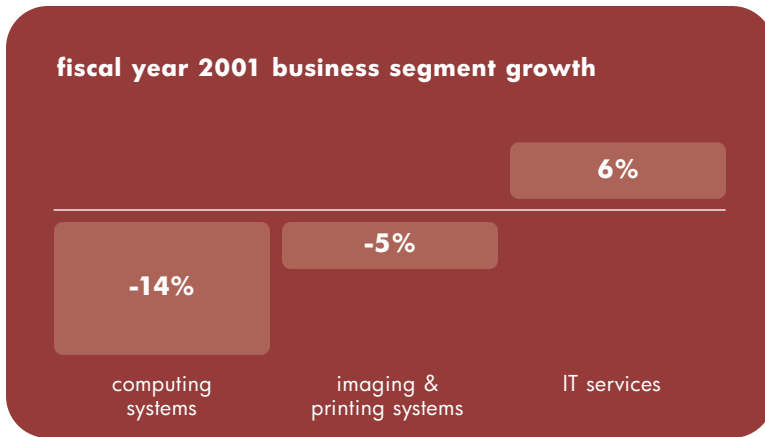 fiscal year 2001 business segment growth
6%
-5%
-14%
computing
systems
imaging &
printing systems
IT services